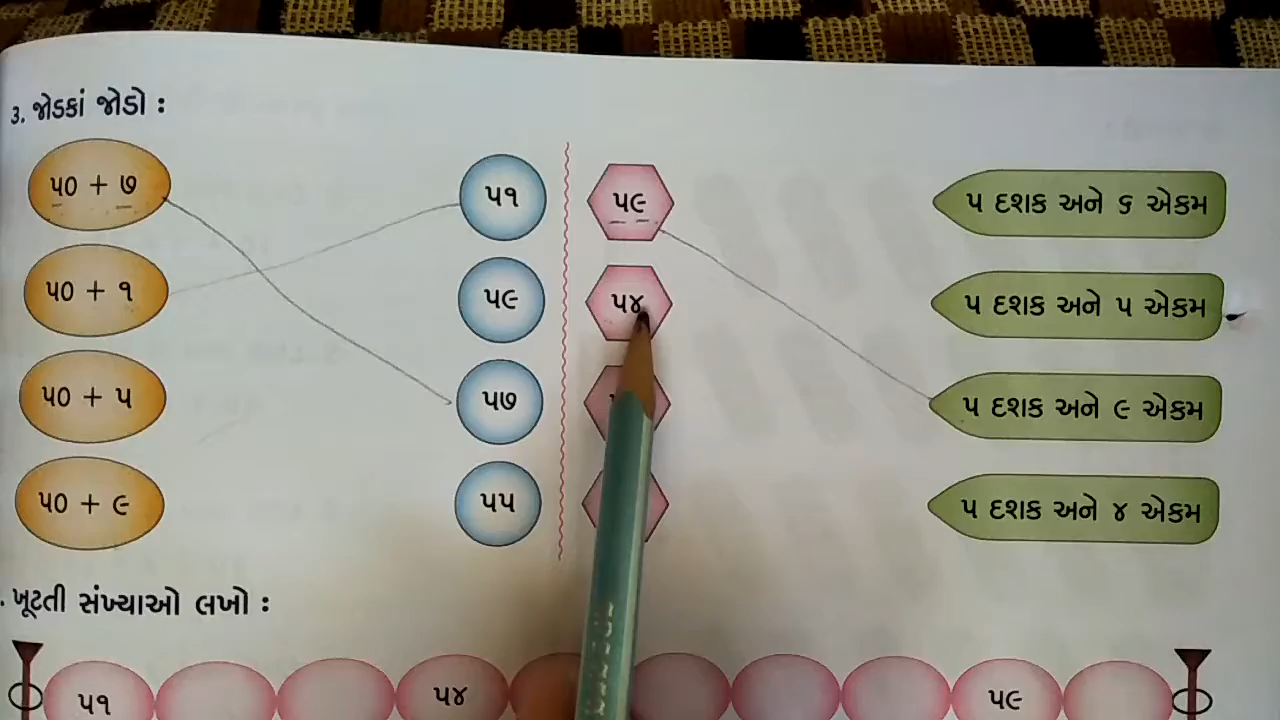 ૩. જોડકાં જોડો :
૫૦ + ૭
૫૧
૫૯
૫ દશક અને ૬ એકમ
૫૦ + ૧
૫૯
૫૪
૫ દશક અને ૫ એકમ
૫૦ + ૫
૫૭
૫ દશક અને ૯ એકમ
૫૦ + ૯
૫૫
૫ દશક અને ૪ એકમ
ખૂટતી સંખ્યાઓ લખો :
૫૧ ૫૪ ૫૯